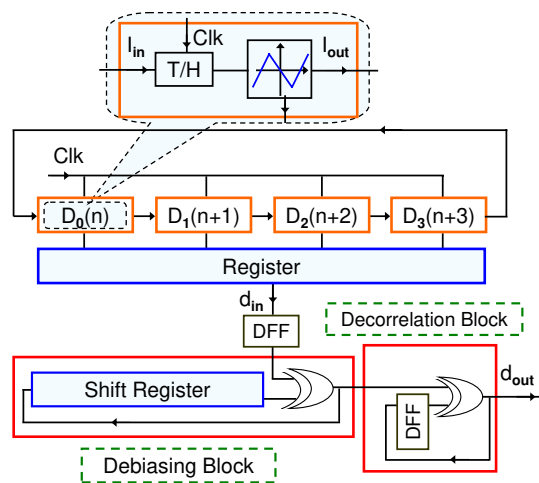 Clk
I_in
I_out
T/H
Clk
D_0(n)
D_1(n+1)
D_2(n+2)
D_3(n+3)
Register
d_in
DFF
Decorrelation Block
Shift Register
d_out
DFF
Debiasing Block